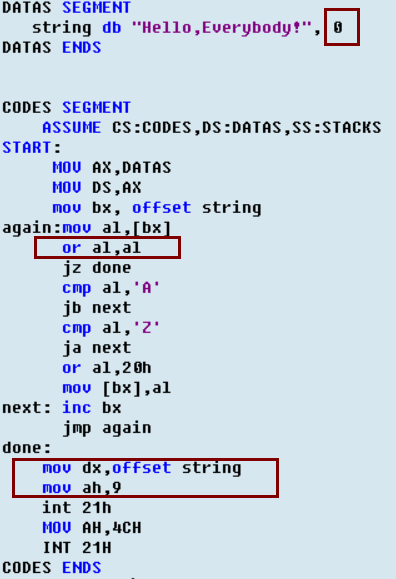 DATAS SEGMENT
string db "Hello,Everybody!", 0
DATAS ENDS
CODES SEGMENT
ASSUME CS:CODES,DS:DATAS,SS:STACKS
START:
MOV AX,DATAS
MOV DS,AX
mov bx, offset string
again:mov al,[bx]
or al,al
jz done
cmp al,'A'
jb next
cmp al,'Z'
ja next
or al,20h
mov [bx],al
next: inc bx
jmp again
done:
mov dx,offset string
mov ah,9
int 21h
MOV AH,4CH
INT 21H
CODES ENDS